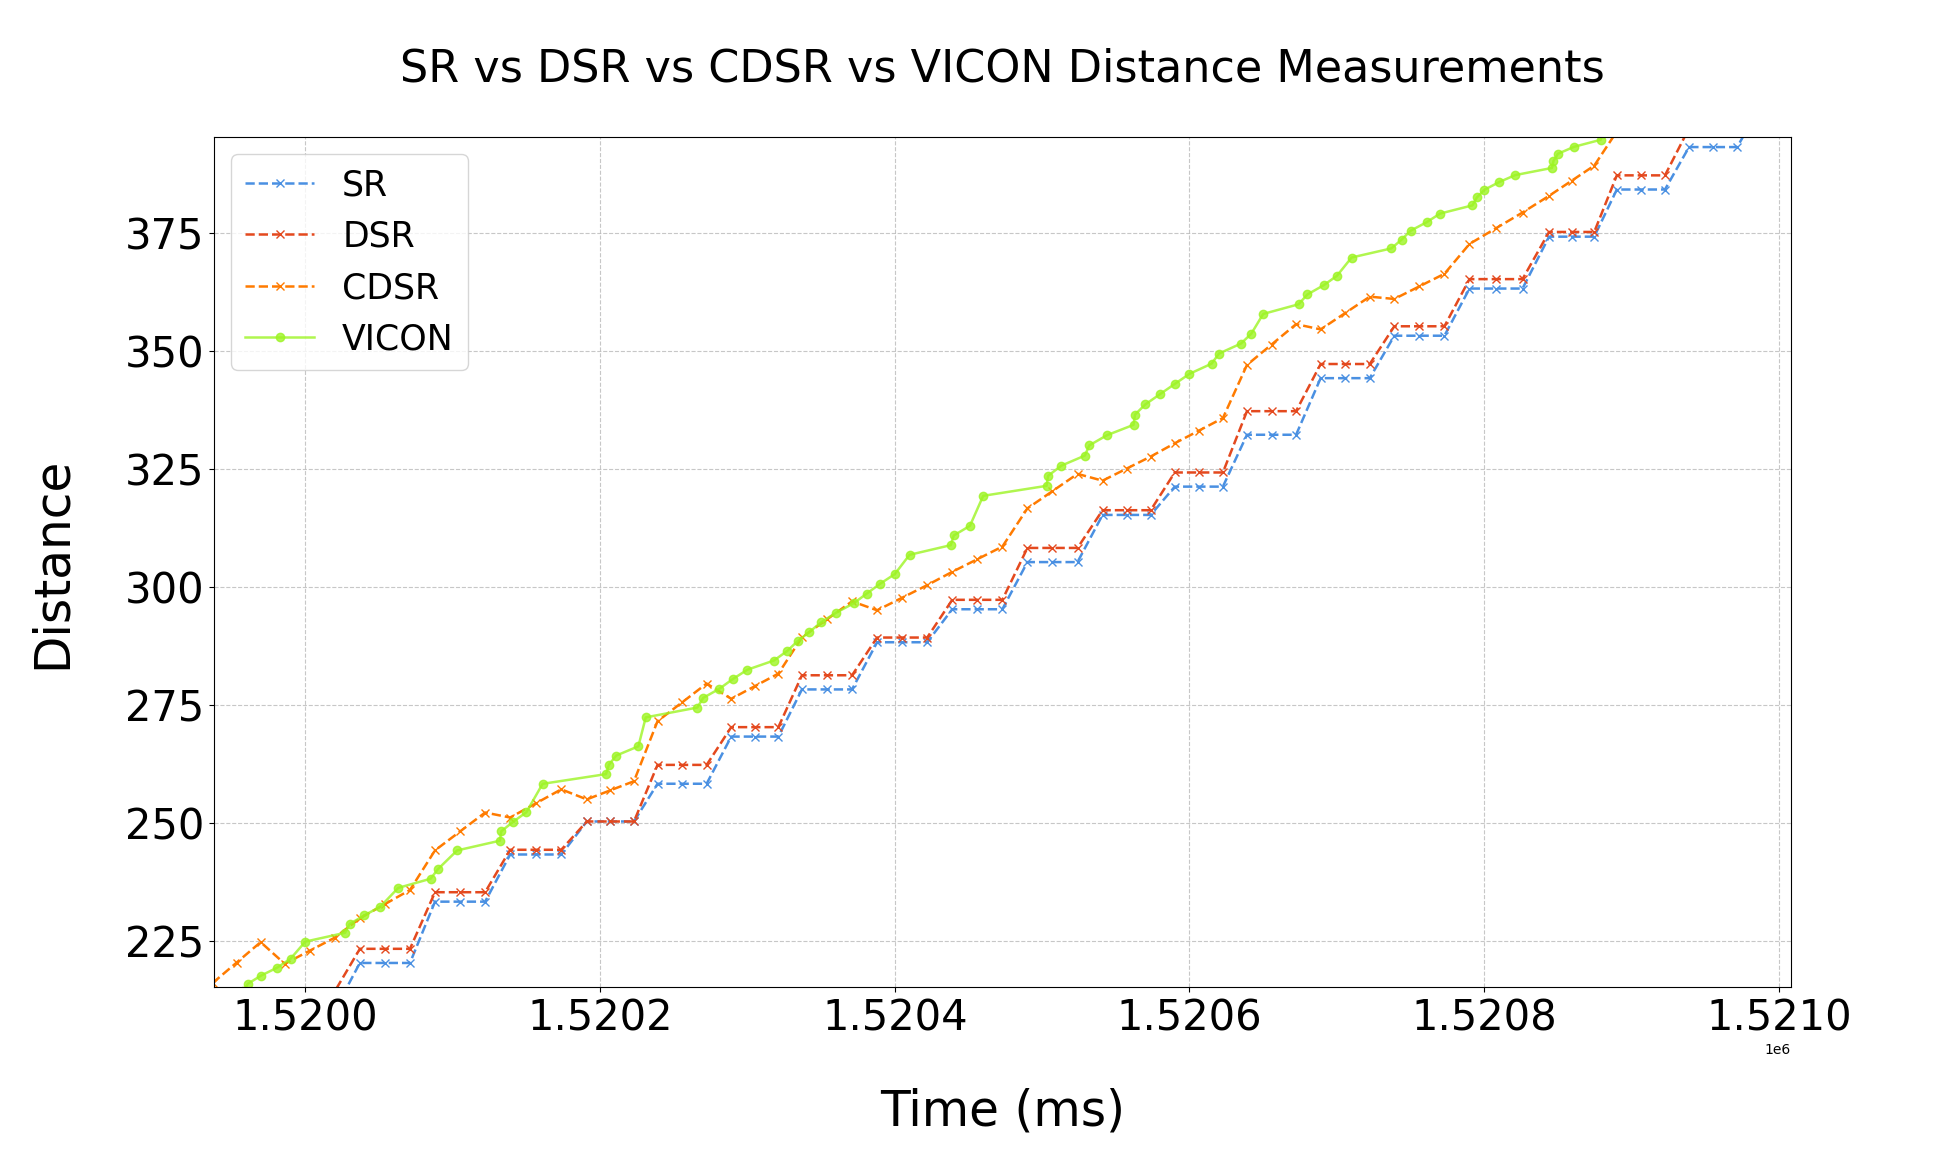 SR vs DSR vs CDSR vs VICON Distance Measurements
SR
DSR
CDSR
VICON
375
350
325
300
275
250
225
Distance
1.5200 1.5202 1.5204 1.5206 1.5208 1.5210
1e6
Time (ms)